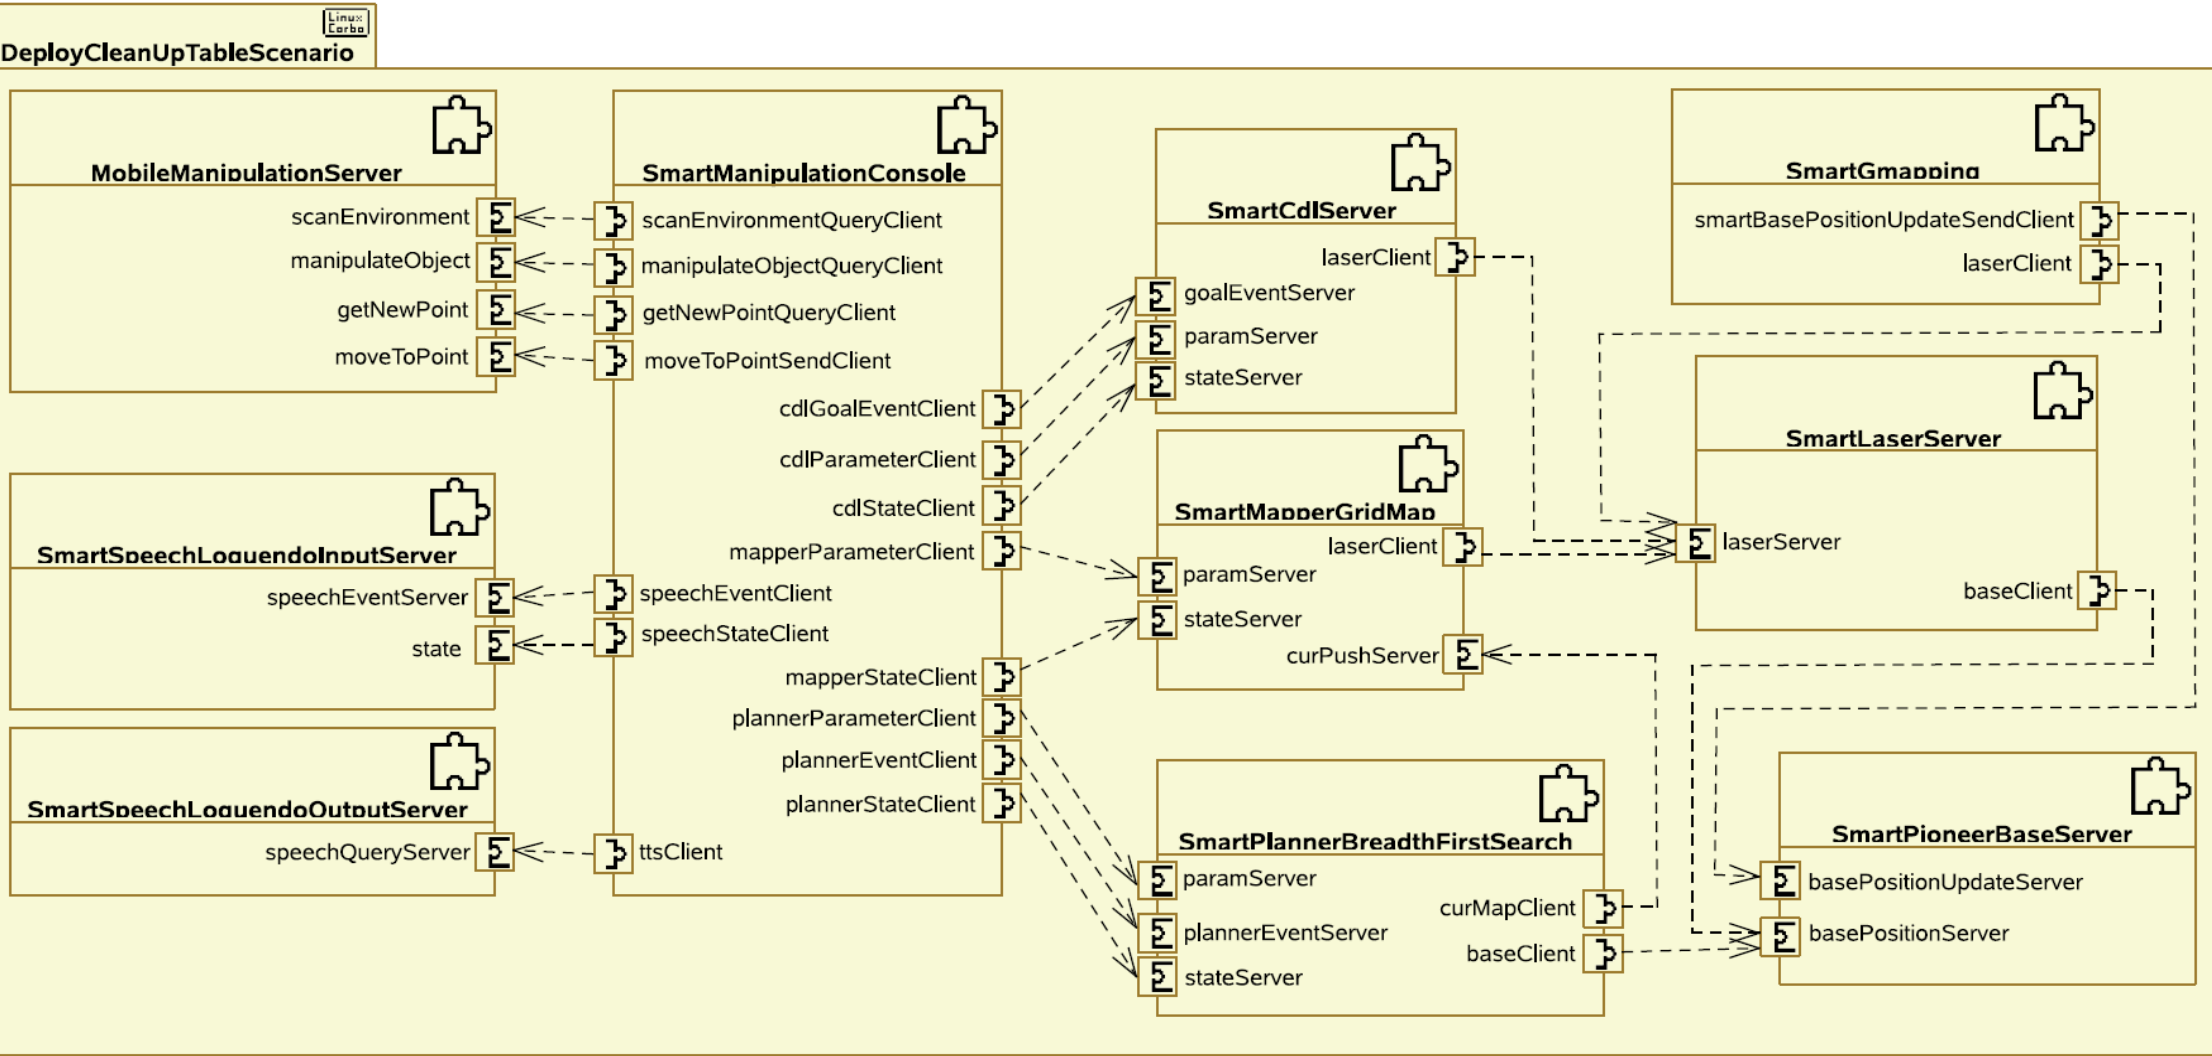 Linux
Corba
DeployCleanUpTableScenario
MobileManipulationServer
scanEnvironment
manipulateObject
getNewPoint
moveToPoint
SmartSpeechLoquendoInputServer
speechEventServer
state
SmartSpeechLoquendoOutputServer
speechQueryServer
SmartManipulationConsole
scanEnvironmentQueryClient
manipulateObjectQueryClient
getNewPointQueryClient
moveToPointSendClient
cdlGoalEventClient
cdlParameterClient
cdlStateClient
mapperParameterClient
speechEventClient
speechStateClient
mapperStateClient
plannerParameterClient
plannerEventClient
plannerStateClient
ttsClient
SmartCdlServer
laserClient
goalEventServer
paramServer
stateServer
SmartMapperGridMap
laserClient
paramServer
stateServer
curPushServer
SmartPlannerBreadthFirstSearch
paramServer
curMapClient
plannerEventServer
baseClient
stateServer
SmartGmapping
smartBasePositionUpdateSendClient
laserClient
SmartLaserServer
laserServer
baseClient
SmartPioneerBaseServer
basePositionUpdateServer
basePositionServer